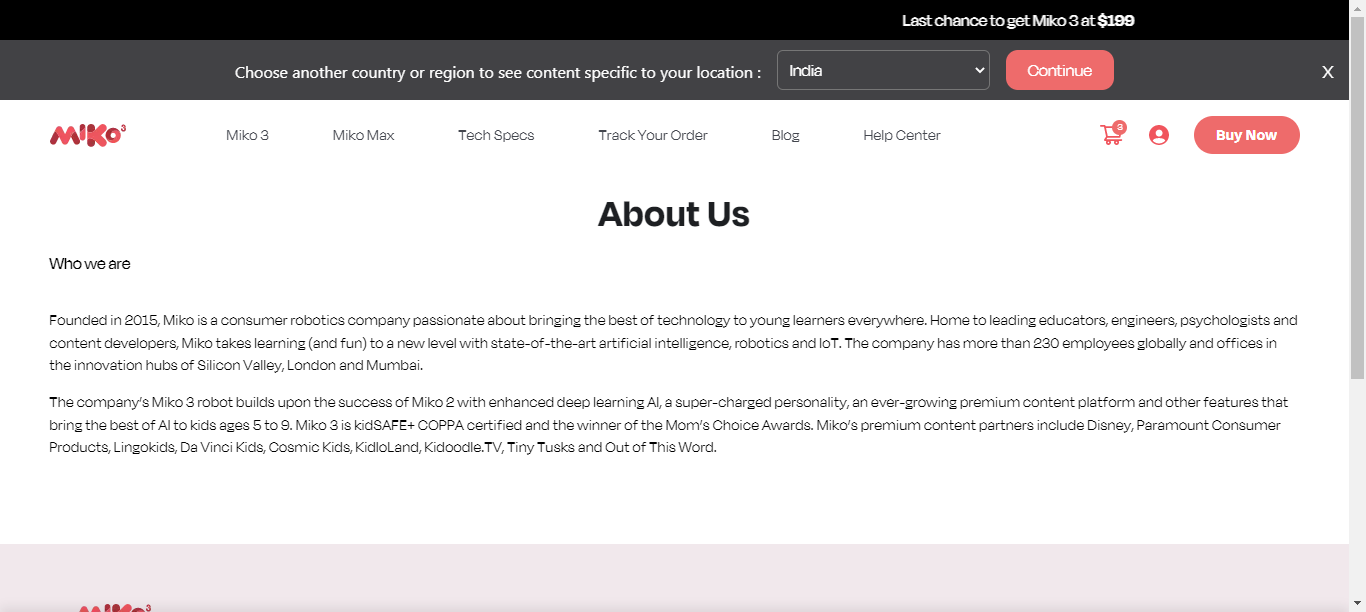 Last chance to get Miko 3 at $199
Choose another country or region to see content specific to your location :
India
Continue
X
MIKO3
Miko 3
Miko Max
Tech Specs
Track Your Order
Blog
Help Center
3
Buy Now
About Us
Who we are
Founded in 2015, Miko is a consumer robotics company passionate about bringing the best of technology to young learners everywhere. Home to leading educators, engineers, psychologists and
content developers, Miko takes learning (and fun) to a new level with state-of-the-art artificial intelligence, robotics and IoT. The company has more than 230 employees globally and offices in
the innovation hubs of Silicon Valley, London and Mumbai.
The company's Miko 3 robot builds upon the success of Miko 2 with enhanced deep learning AI, a super-charged personality, an ever-growing premium content platform and other features that
bring the best of AI to kids ages 5 to 9. Miko 3 is kidSAFE+ COPPA certified and the winner of the Mom's Choice Awards. Miko's premium content partners include Disney, Paramount Consumer
Products, Lingokids, Da Vinci Kids, Cosmic Kids, KidloLand, Kidoodle.TV, Tiny Tusks and Out of This Word.
MIKO3